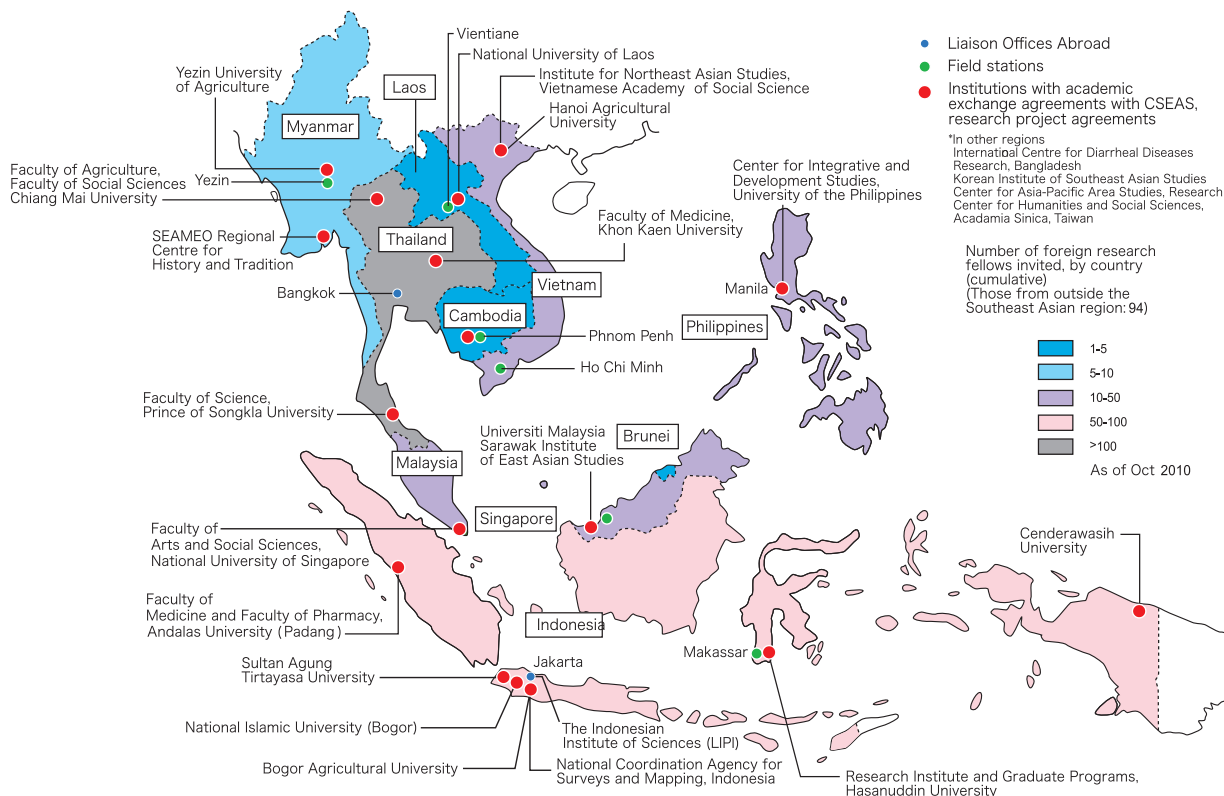 Vientiane
National University of Laos
Institute for Northeast Asian Studies,
Vietnamese Academy of Social Science
Hanoi Agricultural
University
Yezin University
of Agriculture
Laos
Myanmar
Faculty of Agriculture,
Faculty of Social Sciences
Chiang Mai University
Yezin
SEAMEO Regional
Centre for
History and Tradition
Thailand
Faculty of Medicine,
Khon Kaen University
Bangkok
Vietnam
Cambodia
Phnom Penh
Ho Chi Minh
Center for Integrative and
Development Studies,
University of the Philippines
Manila
Philippines
Faculty of Science,
Prince of Songkla University
Malaysia
Universiti Malaysia
Sarawak Institute
of East Asian Studies
Brunei
Singapore
Faculty of
Arts and Social Sciences,
National University of Singapore
Faculty of
Medicine and Faculty of Pharmacy,
Andalas University (Padang)
Indonesia
Sultan Agung
Tirtayasa University
Jakarta
National Islamic University (Bogor)
Bogor Agricultural University
The Indonesian
Institute of Sciences (LIPI)
National Coordination Agency for
Surveys and Mapping, Indonesia
Makassar
Research Institute and Graduate Programs,
Hasanuddin University
Cenderawasih
University
Liaison Offices Abroad
Field stations
Institutions with academic
exchange agreements with CSEAS,
research project agreements
*In other regions
International Centre for Diarrheal Diseases
Research, Bangladesh
Korean Institute of Southeast Asian Studies
Center for Asia-Pacific Area Studies, Research
Center for Humanities and Social Sciences,
Acadamia Sinica, Taiwan
Number of foreign research
fellows invited, by country
(cumulative)
(Those from outside the
Southeast Asian region: 94)
1-5
5-10
10-50
50-100
>100
As of Oct 2010